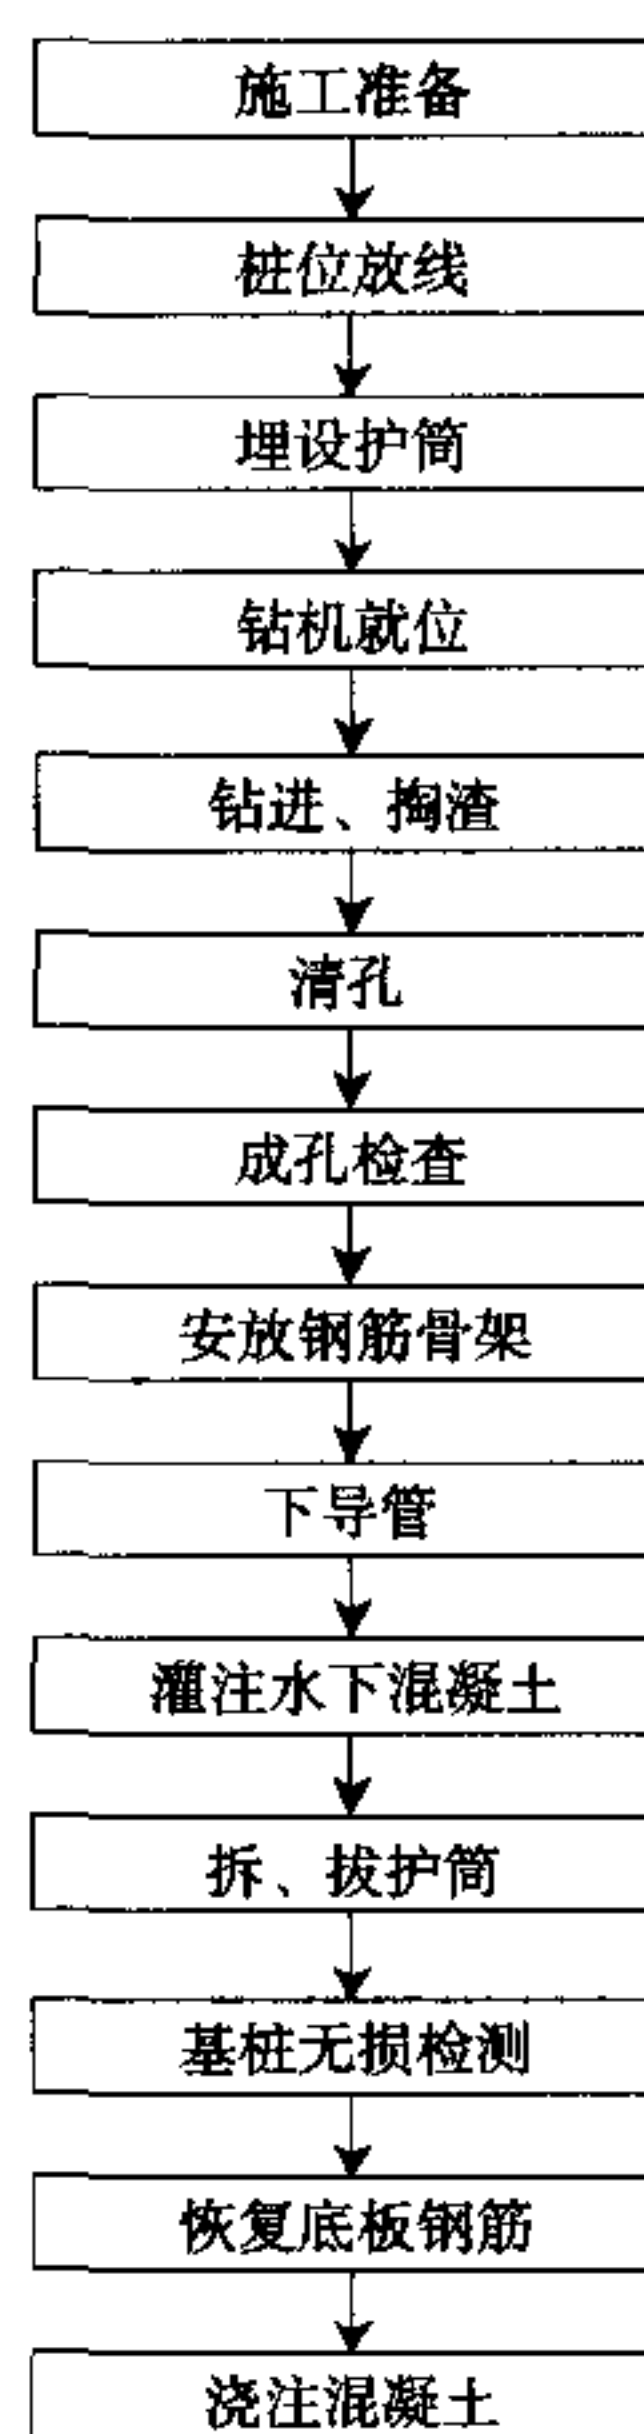 施工准备
桩位放线
埋设护筒
钻机就位
钻进、掏渣
清孔
成孔检查
安放钢筋骨架
下导管
灌注水下混凝土
拆、拔护筒
基桩无损检测
恢复底板钢筋
浇注混凝土